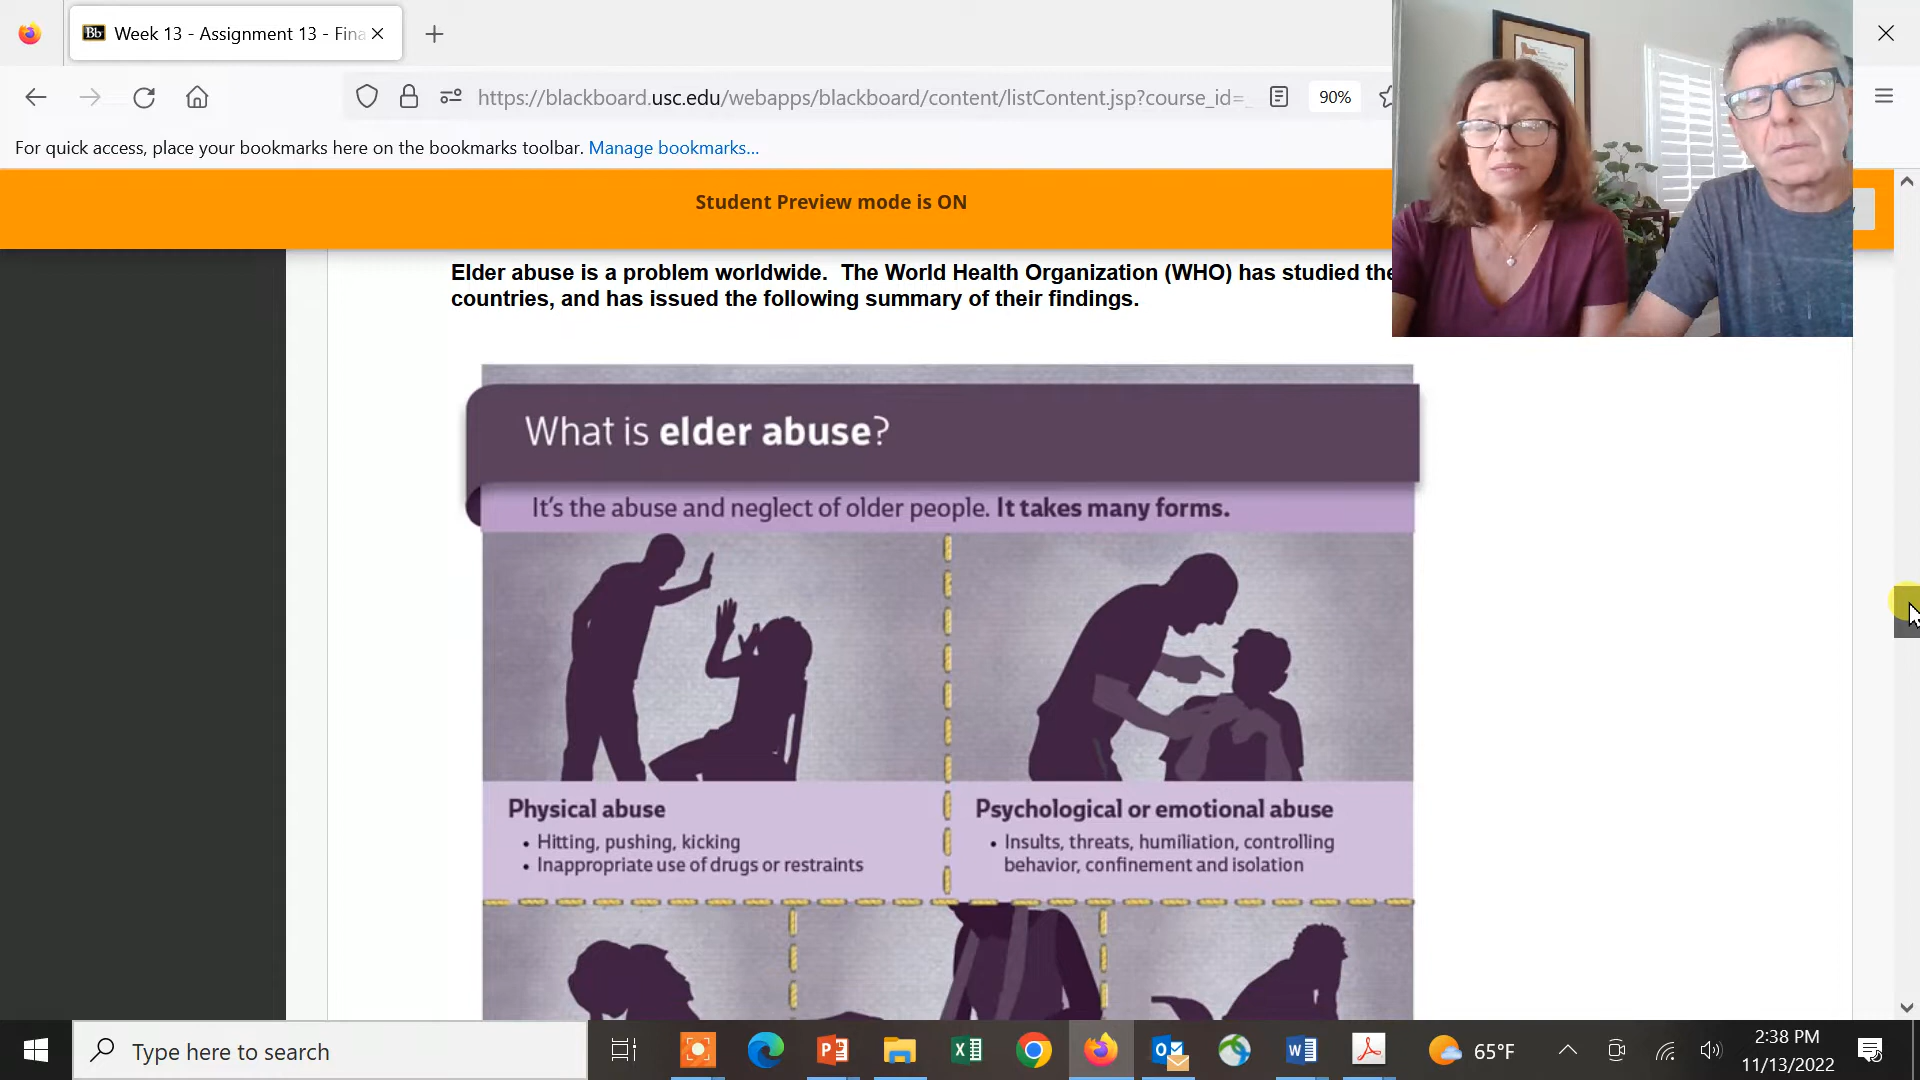 Week 13 - Assignment 13 - Fina
https://blackboard.usc.edu/webapps/blackboard/content/listContent.jsp?course_id=_
90%
For quick access, place your bookmarks here on the bookmarks toolbar. Manage bookmarks...
Student Preview mode is ON
Elder abuse is a problem worldwide. The World Health Organization (WHO) has studied the
countries, and has issued the following summary of their findings.
What is elder abuse?
It's the abuse and neglect of older people. It takes many forms.
Physical abuse
• Hitting, pushing, kicking
• Inappropriate use of drugs or restraints
Psychological or emotional abuse
• Insults, threats, humiliation, controlling
behavior, confinement and isolation
Type here to search
65°F
2:38 PM
11/13/2022